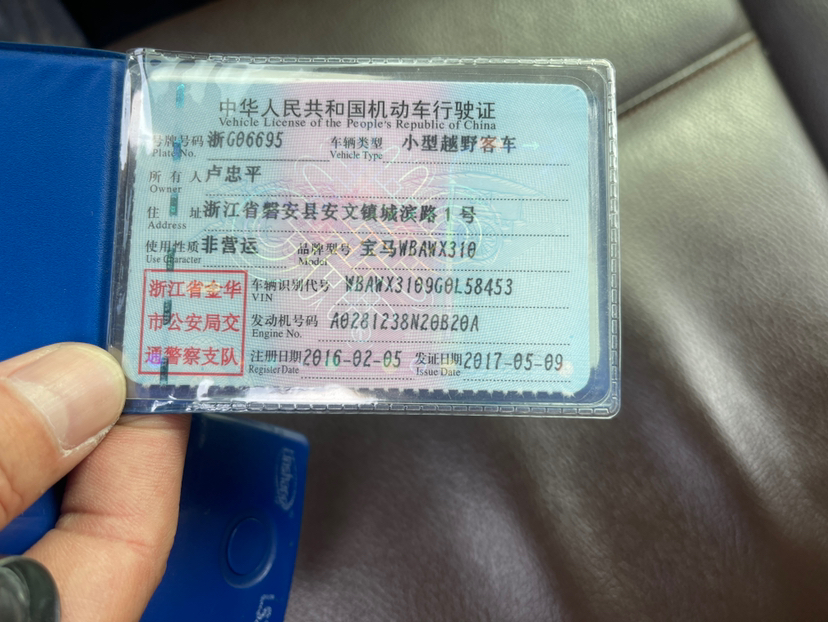 中华人民共和国机动车行驶证
Vehicle License of the People's Republic of China
号牌号码 浙G06695 车辆类型 小型越野客车
Plate No. Vehicle Type
所有人 卢忠平
Owner
住址 浙江省磐安县安文镇城滨路1号
Address
使用性质 非营运 品牌型号 宝马WBAWX310
Use Character Model
浙江省金华
市公安局交
通警察支队
车辆识别代号 WBAWX3109G0L58453
VIN
发动机号码 A0281238N20B20A
Engine No.
注册日期 2016-02-05 发证日期 2017-05-09
Register Date Issue Date